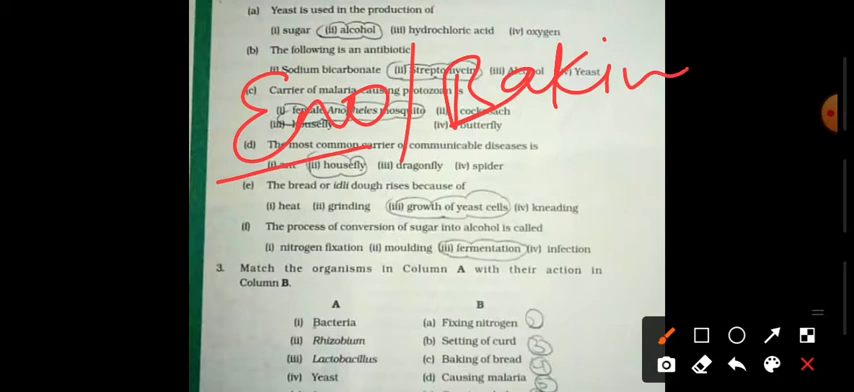 (a) Yeast is used in the production of
(i) sugar (ii) alcohol (iii) hydrochloric acid (iv) oxygen
(b) The following is an antibiotic
(i) Sodium bicarbonate (ii) Streptomycin (iii) Alcohol (iv) Yeast
Eno/Bakin
(c) Carrier of malaria causing protozoan is
(i) female Anopheles mosquito (ii) cockroach
(iii) housefly (iv) butterfly
(d) The most common carrier of communicable diseases is
(i) ant (ii) housefly (iii) dragonfly (iv) spider
(e) The bread or idli dough rises because of
(i) heat (ii) grinding (iii) growth of yeast cells (iv) kneading
(f) The process of conversion of sugar into alcohol is called
(i) nitrogen fixation (ii) moulding (iii) fermentation (iv) infection
3. Match the organisms in Column A with their action in
Column B.
A B
(i) Bacteria (a) Fixing nitrogen
(ii) Rhizobium (b) Setting of curd
(iii) Lactobacillus (c) Baking of bread
(iv) Yeast (d) Causing malaria